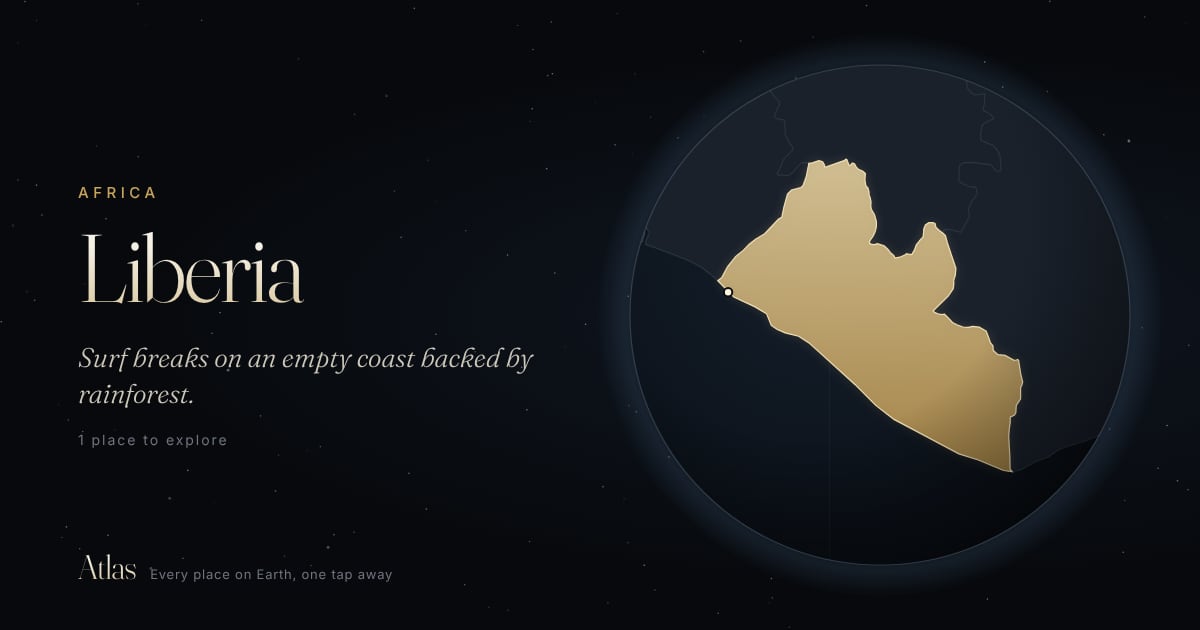 AFRICA
Liberia
Surf breaks on an empty coast backed by
rainforest.
1 place to explore
Atlas Every place on Earth, one tap away